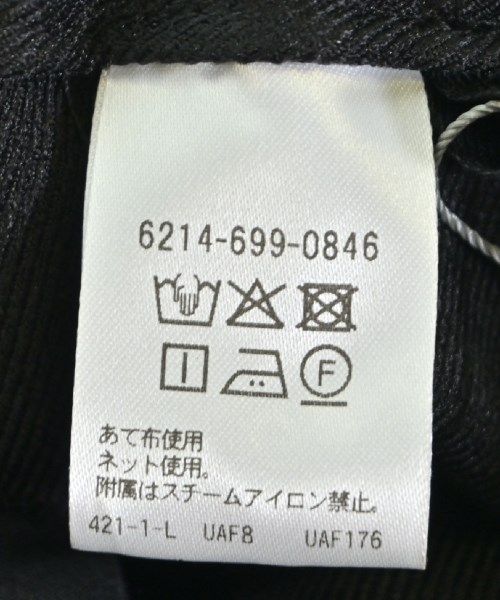 6214-699-0846
F
あて布使用
ネット使用。
附属はスチームアイロン禁止。
421-1-L UAF8 UAF176